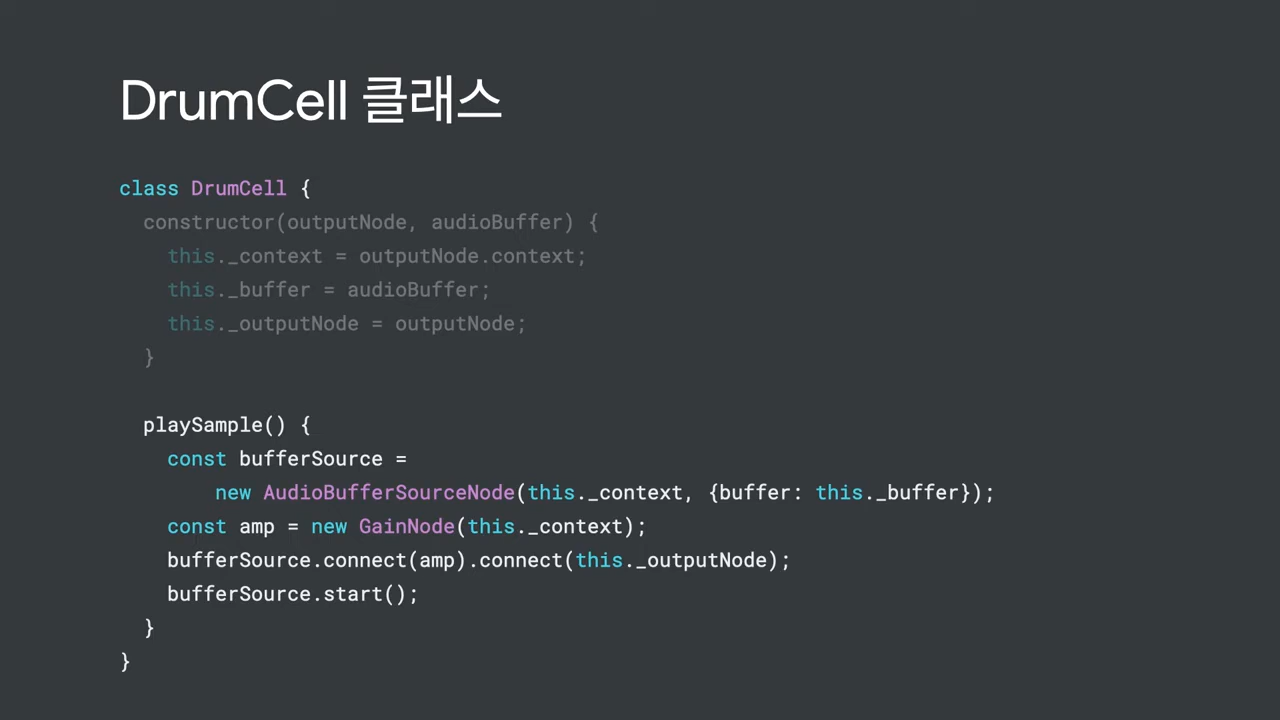 DrumCell 클래스
class DrumCell {
constructor(outputNode, audioBuffer) {
this._context = outputNode.context;
this._buffer = audioBuffer;
this._outputNode = outputNode;
}
playSample() {
const bufferSource =
new AudioBufferSourceNode(this._context, {buffer: this._buffer});
const amp = new GainNode(this._context);
bufferSource.connect(amp).connect(this._outputNode);
bufferSource.start();
}
}